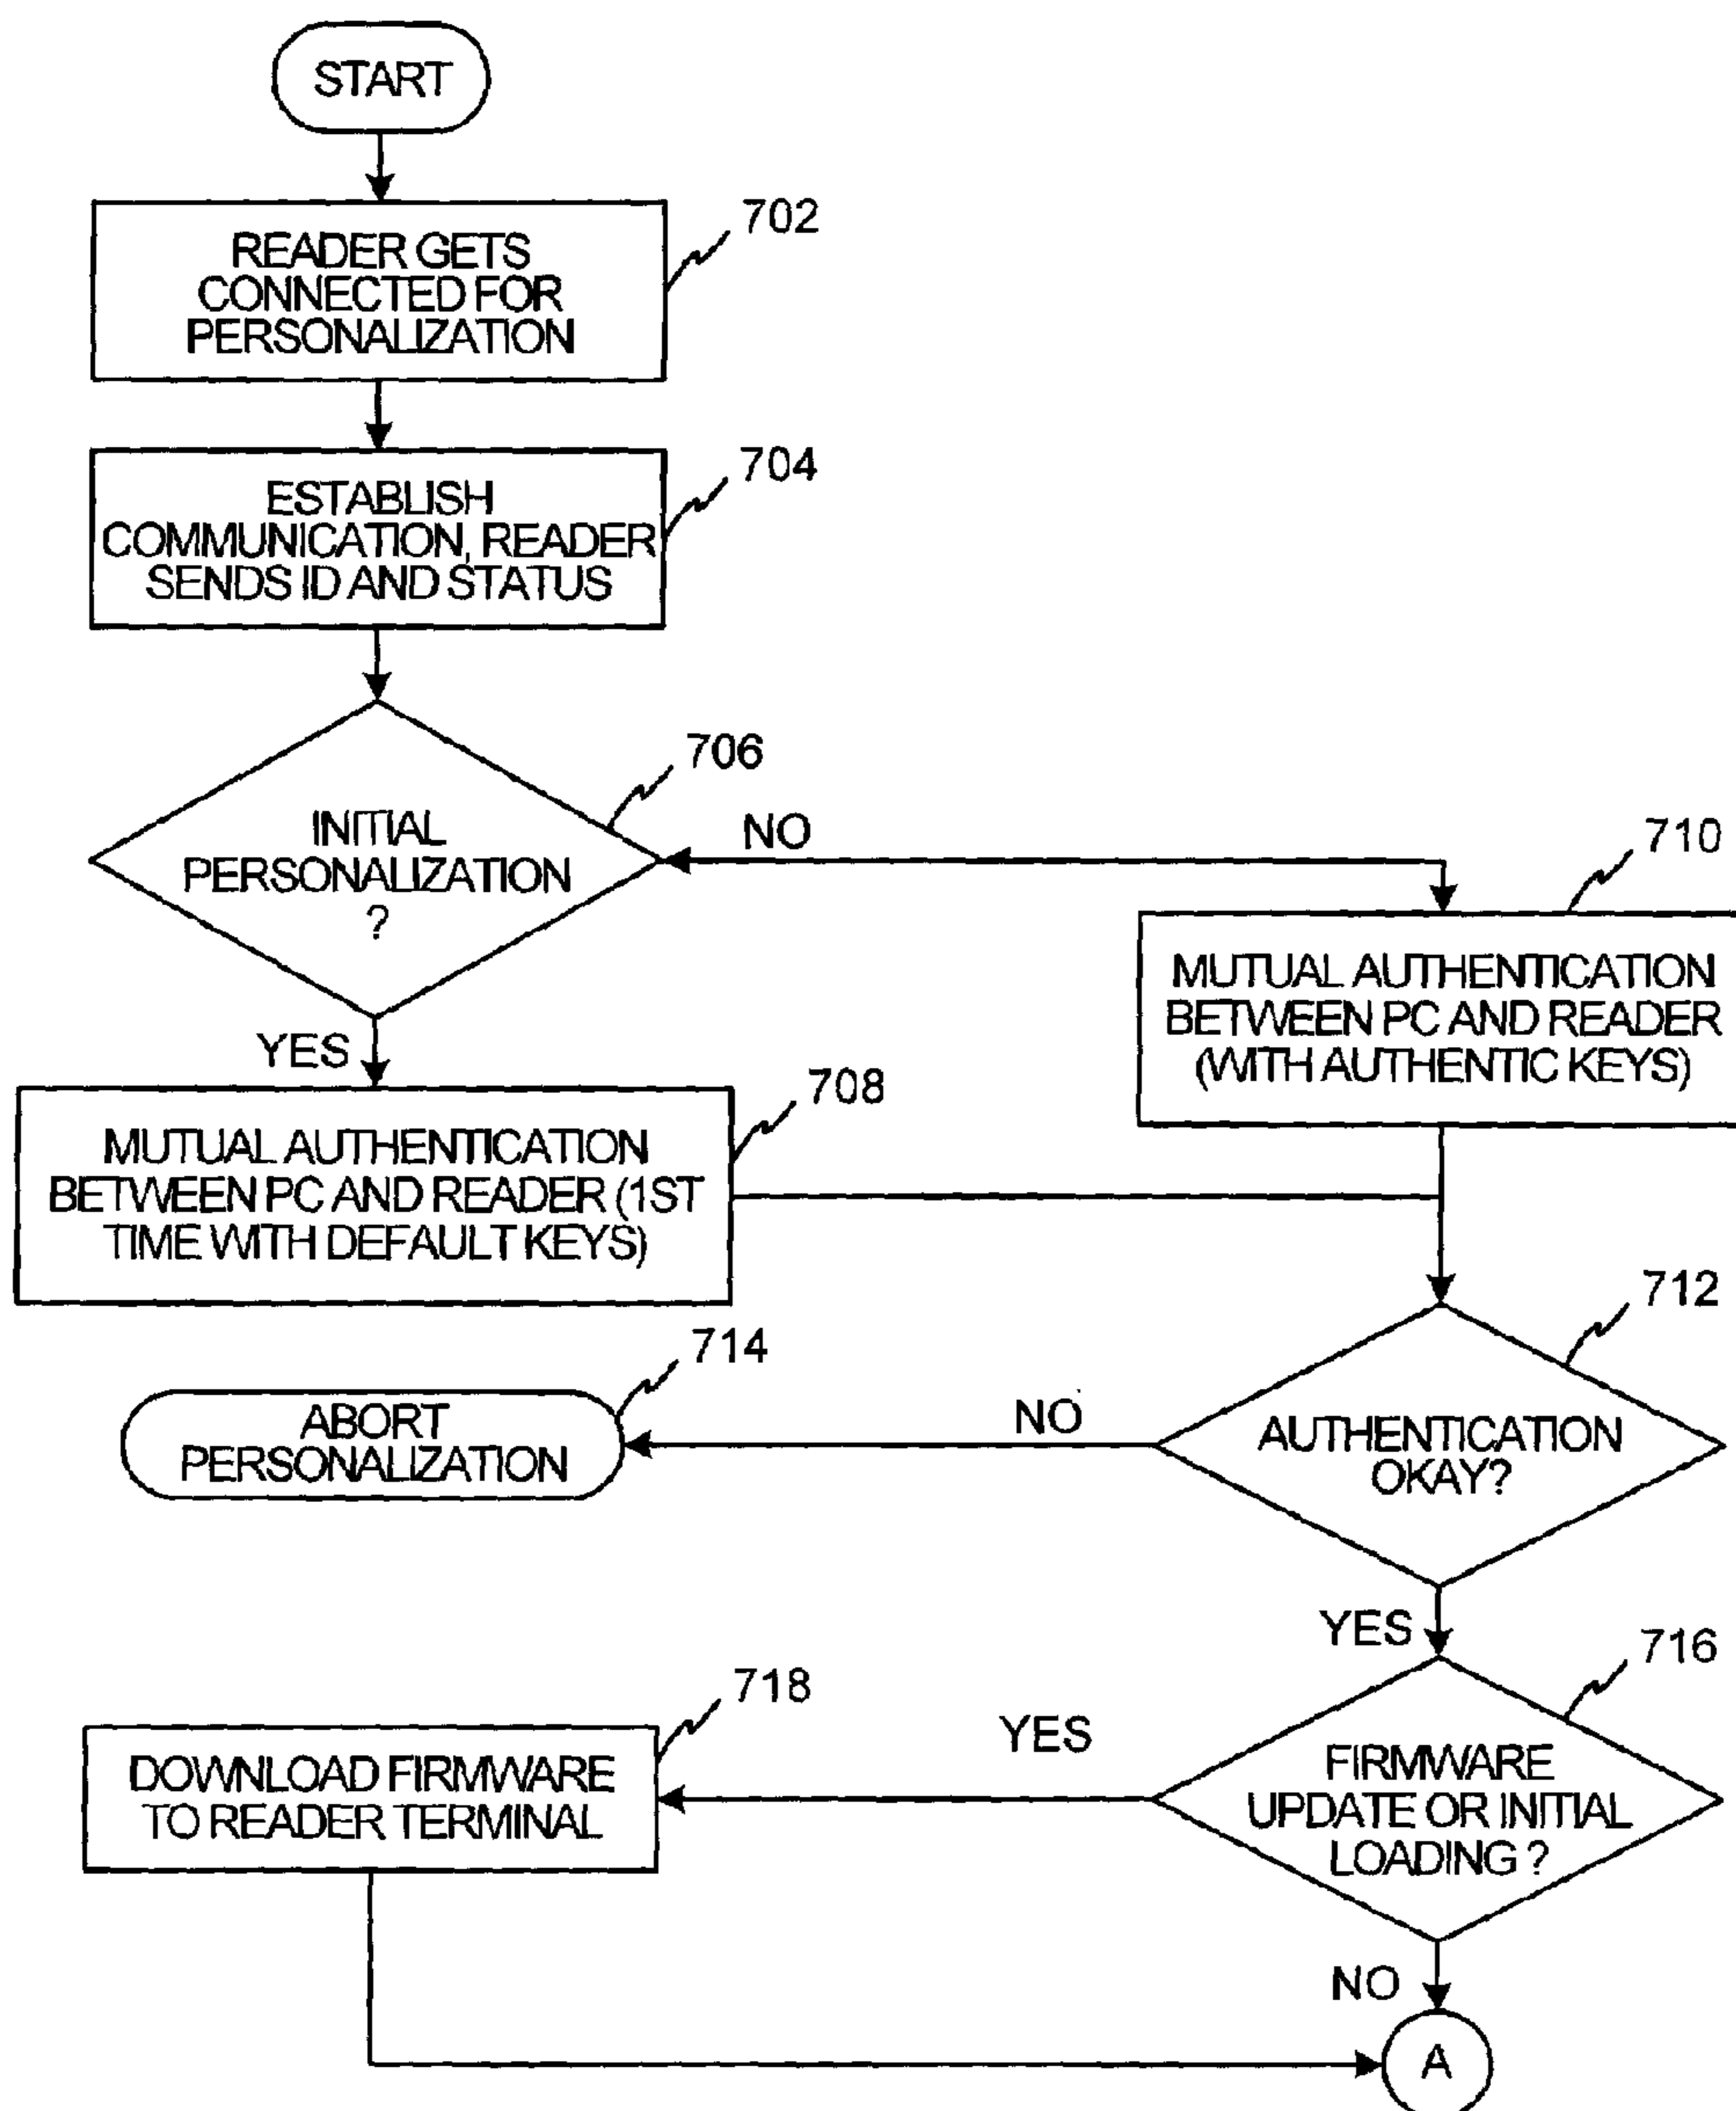 START
702
READER GETS
CONNECTED FOR
PERSONALIZATION
704
ESTABLISH
COMMUNICATION, READER
SENDS ID AND STATUS
706
INITIAL
PERSONALIZATION
?
NO
710
MUTUAL AUTHENTICATION
BETWEEN PC AND READER
(WITH AUTHENTIC KEYS)
YES
708
MUTUAL AUTHENTICATION
BETWEEN PC AND READER (1ST
TIME WITH DEFAULT KEYS)
712
AUTHENTICATION
OKAY?
NO
714
ABORT
PERSONALIZATION
YES
716
FIRMWARE
UPDATE OR INITIAL
LOADING ?
YES
718
DOWNLOAD FIRMWARE
TO READER TERMINAL
NO
A